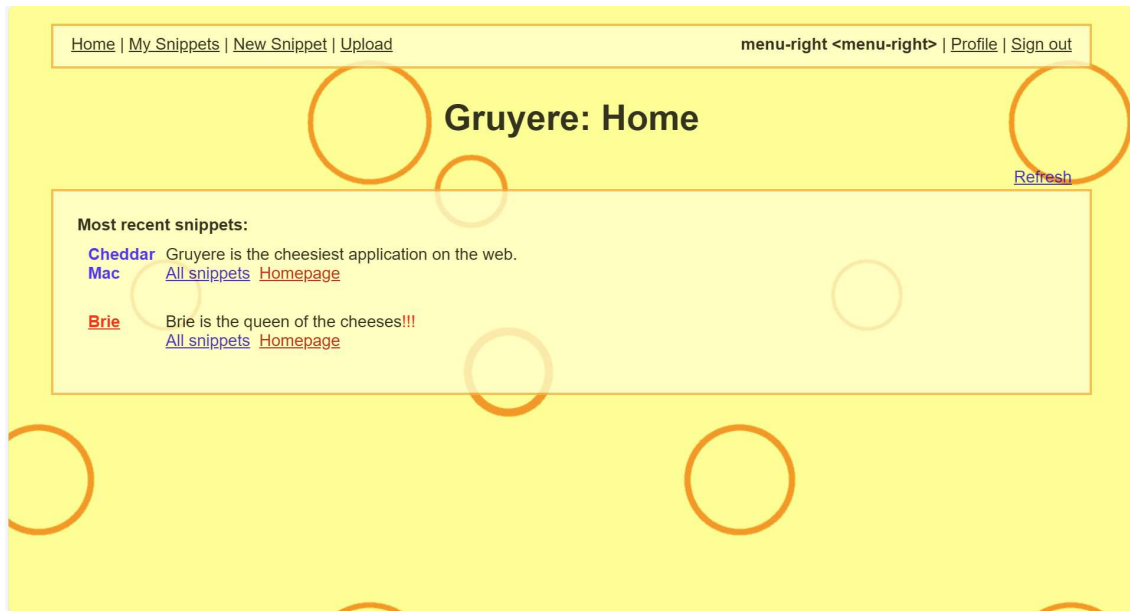 Home | My Snippets | New Snippet | Upload menu-right <menu-right> | Profile | Sign out
Gruyere: Home
Refresh
Most recent snippets:
Cheddar Gruyere is the cheesiest application on the web.
Mac All snippets Homepage
Brie Brie is the queen of the cheeses!!!
All snippets Homepage